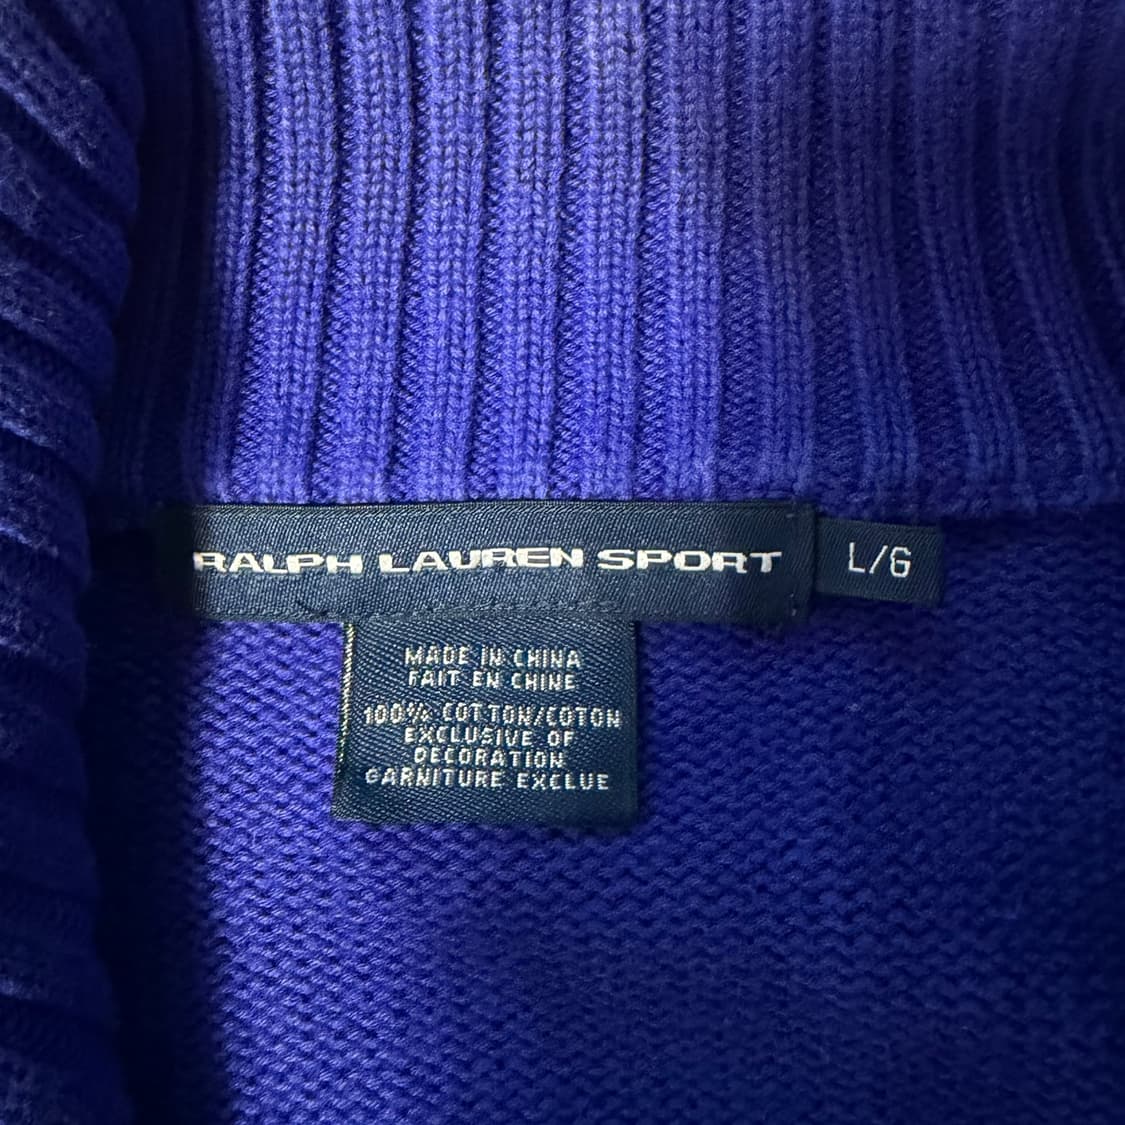 RALPH LAUREN SPORT
L/G
MADE IN CHINA
FAIT EN CHINE
100% COTTON/COTON
EXCLUSIVE OF
DECORATION
GARNITURE EXCLUE